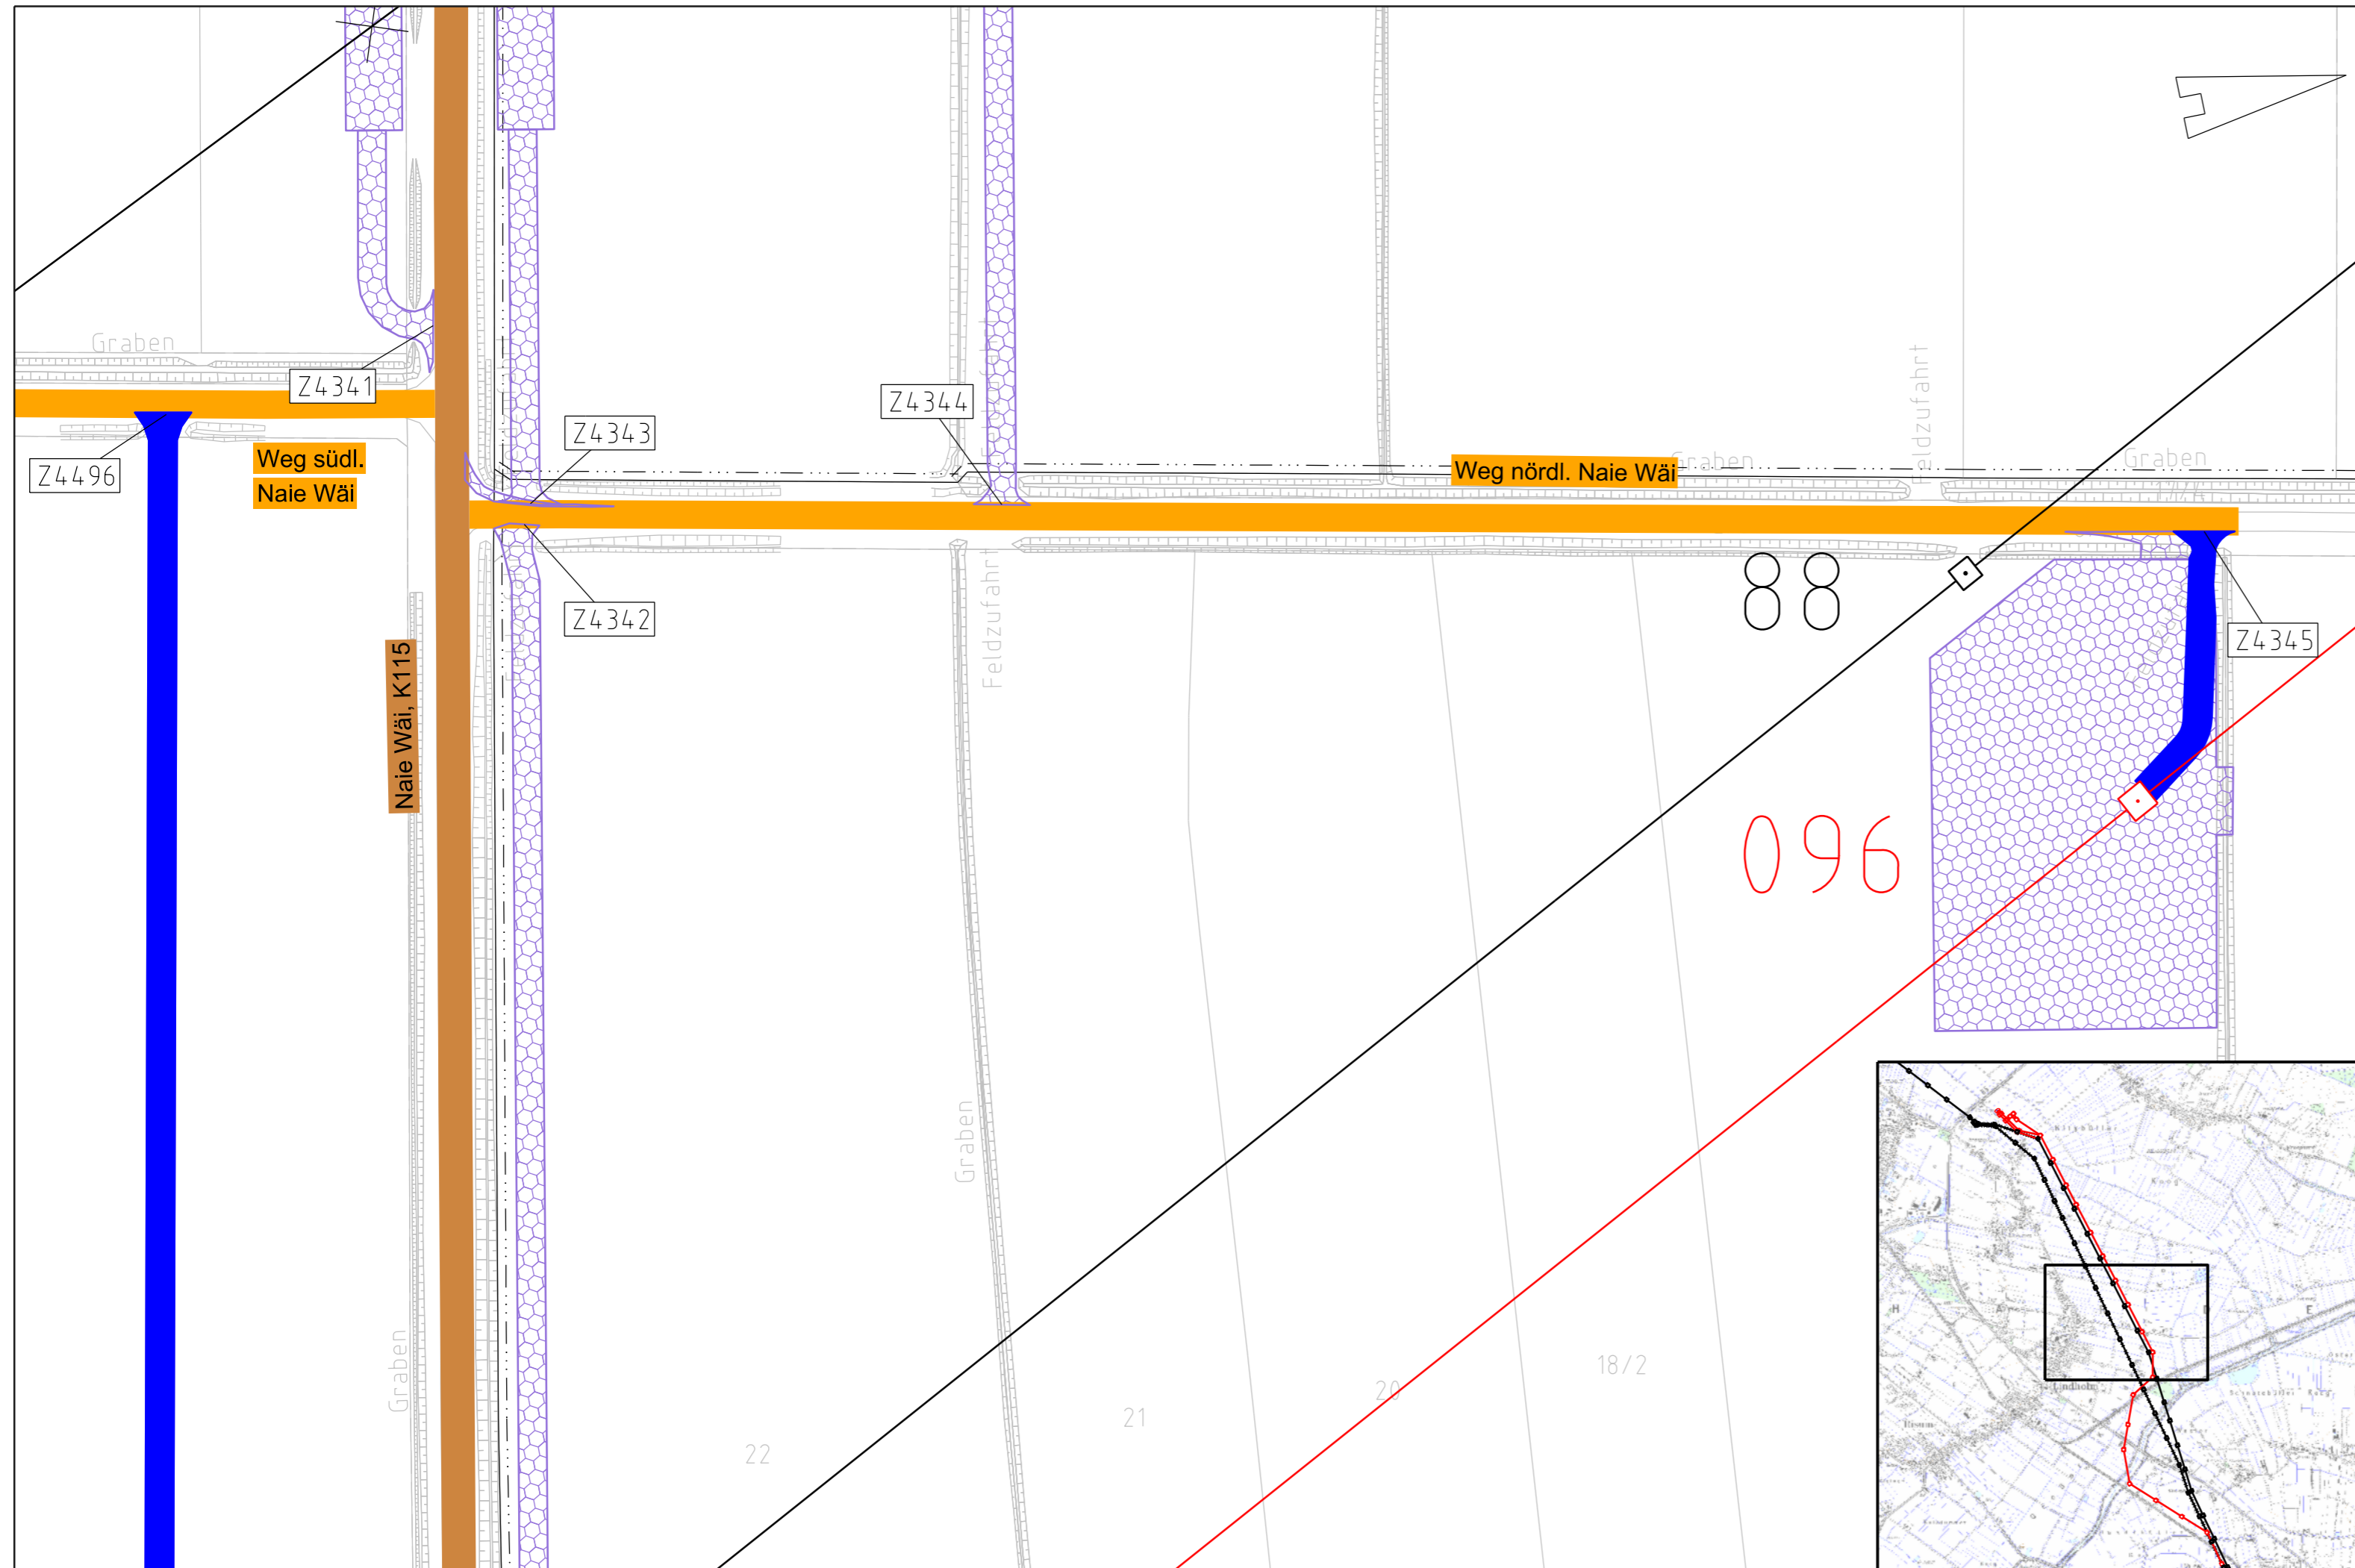 Graben
Z4341
Z4344
Z4343
Feldzufahrt
Weg südl.
Naie Wäi
Z4496
Weg nördl. Naie Wäi
Graben
Graben
Z4342
Feldzufahrt
88
Z4345
Naie Wäi, K115
096
Graben
Graben
18/2
20
21
22
Lindholm